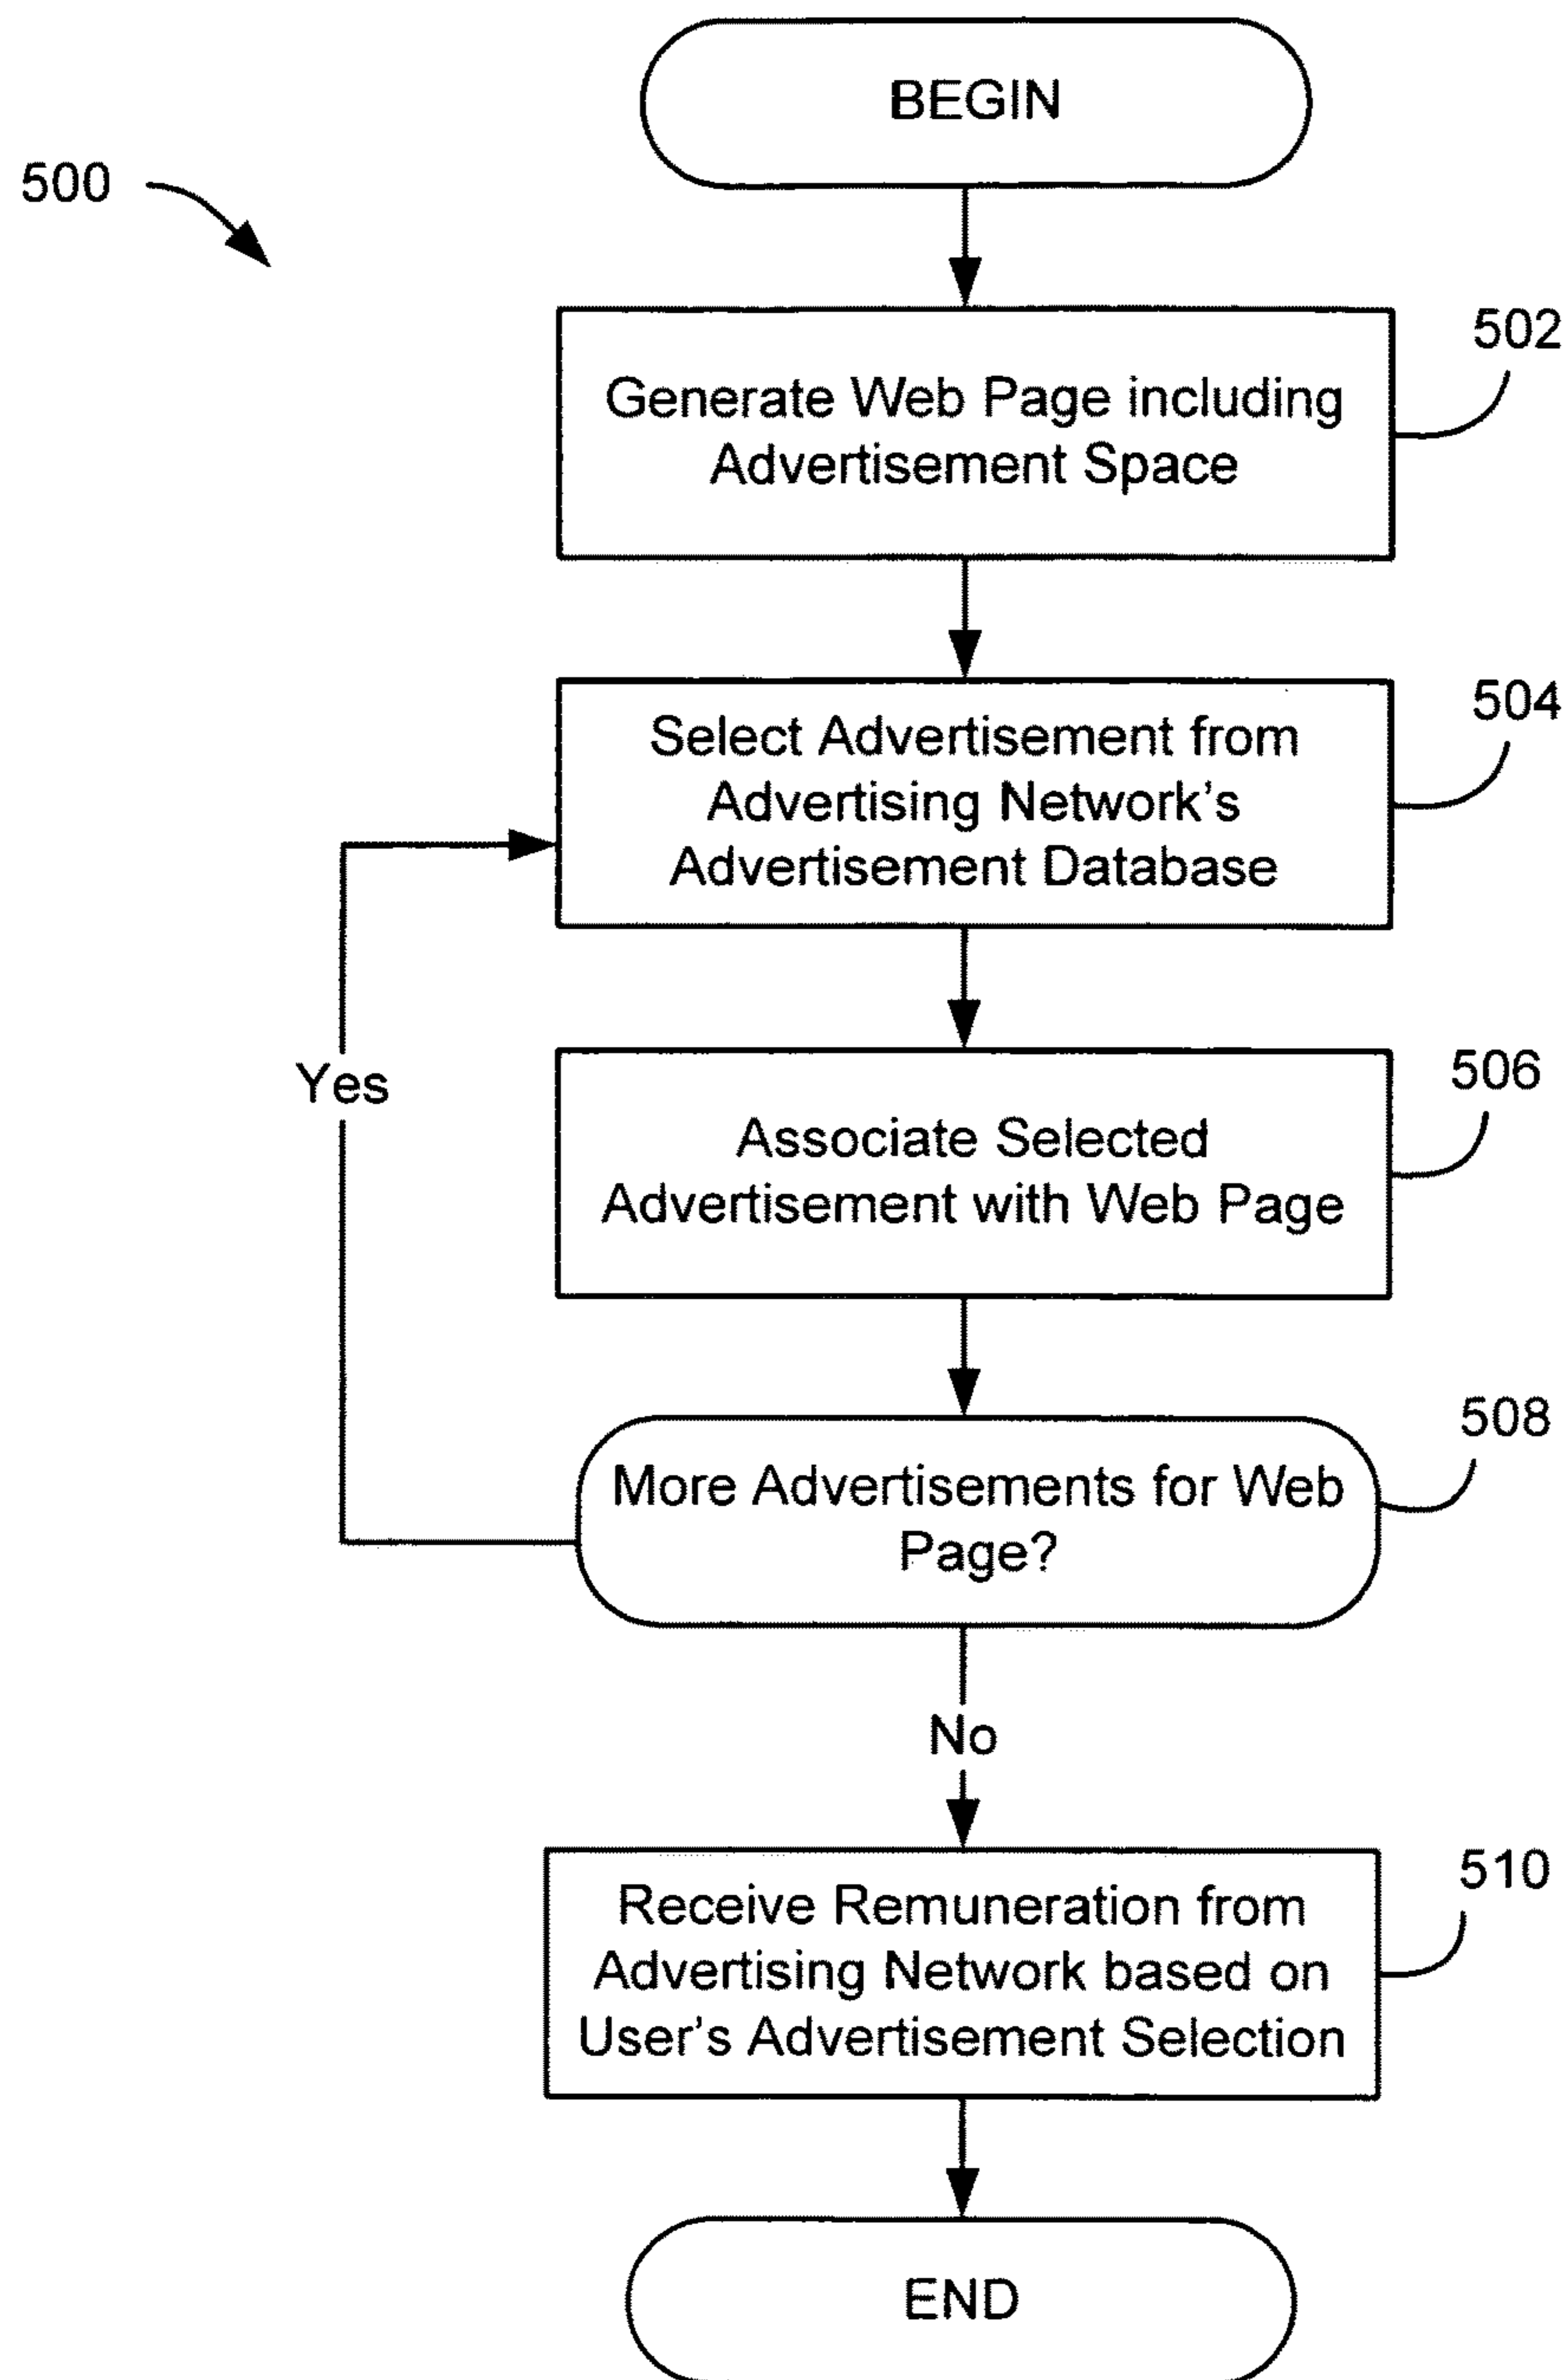 BEGIN
500
502
Generate Web Page including
Advertisement Space
504
Select Advertisement from
Advertising Network's
Advertisement Database
506
Yes
Associate Selected
Advertisement with Web Page
508
More Advertisements for Web
Page?
No
510
Receive Remuneration from
Advertising Network based on
User's Advertisement Selection
END